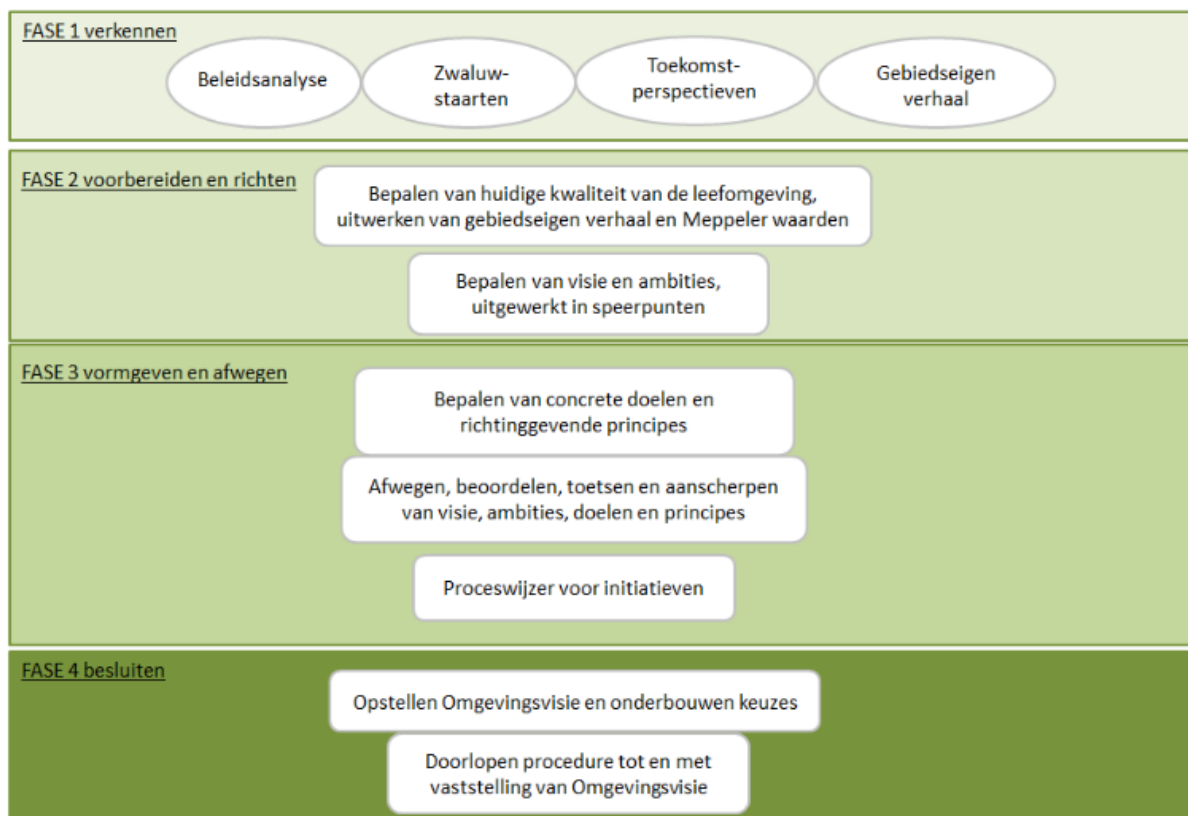 FASE 1 verkennen
Beleidsanalyse
Zwaluw-
staarten
Toekomst-
perspectieven
Gebiedseigen
verhaal
FASE 2 voorbereiden en richten
Bepalen van huidige kwaliteit van de leefomgeving,
uitwerken van gebiedseigen verhaal en Meppeler waarden
Bepalen van visie en ambities,
uitgewerkt in speerpunten
FASE 3 vormgeven en afwegen
Bepalen van concrete doelen en
richtinggevende principes
Afwegen, beoordelen, toetsen en aanscherpen
van visie, ambities, doelen en principes
Proceswijzer voor initiatieven
FASE 4 besluiten
Opstellen Omgevingsvisie en onderbouwen keuzes
Doorlopen procedure tot en met
vaststelling van Omgevingsvisie